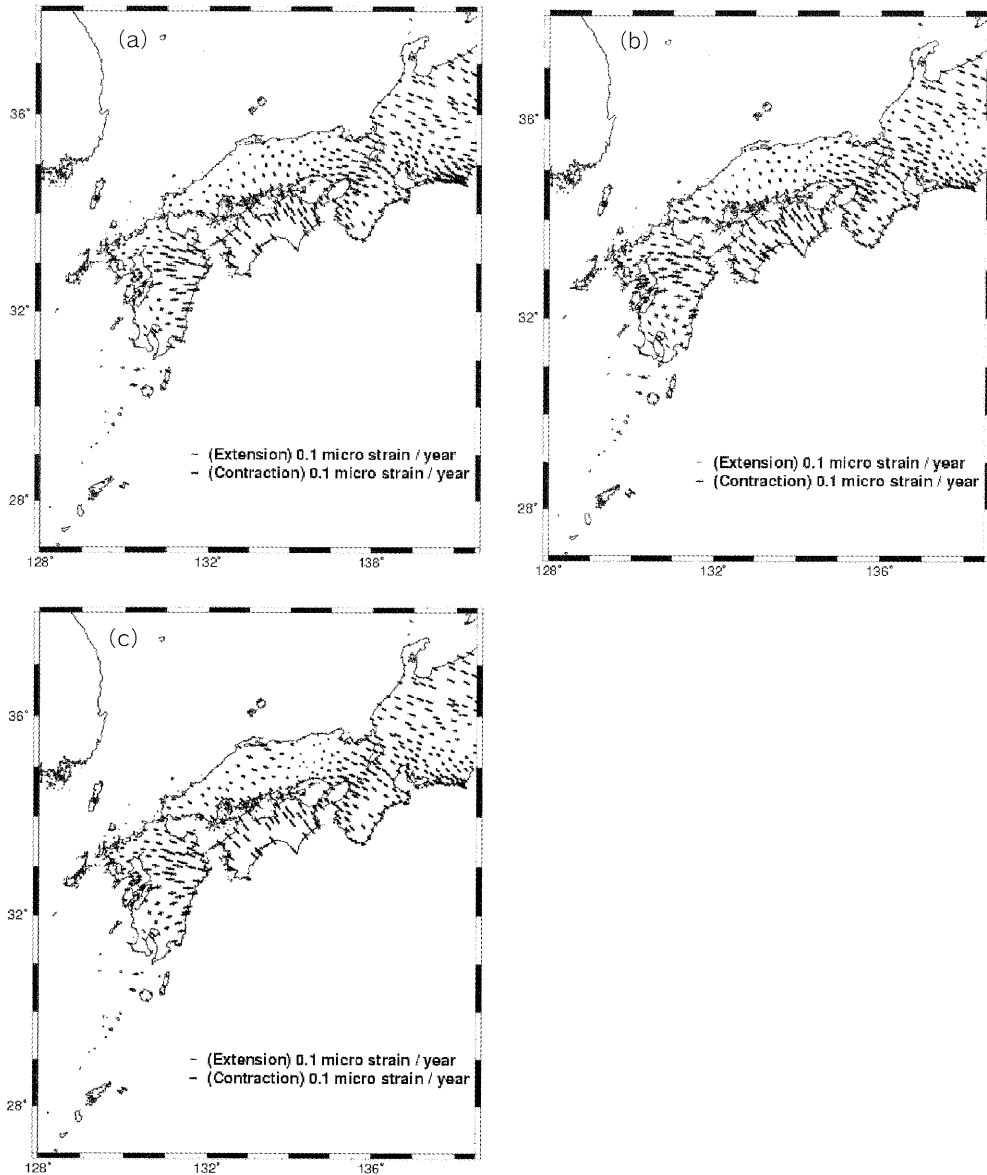 (a)
36°
32°
28°
– (Extension) 0.1 micro strain / year
– (Contraction) 0.1 micro strain / year
128°
132°
136°
(b)
36°
32°
28°
– (Extension) 0.1 micro strain / year
– (Contraction) 0.1 micro strain / year
128°
132°
136°
(c)
36°
32°
28°
– (Extension) 0.1 micro strain / year
– (Contraction) 0.1 micro strain / year
128°
132°
136°